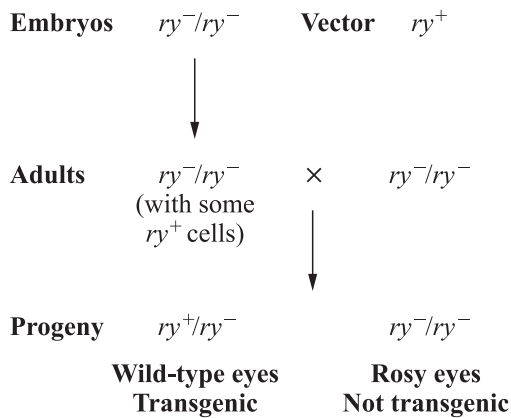 Embryos ry⁻/ry⁻ Vector ry⁺
Adults ry⁻/ry⁻ × ry⁻/ry⁻
(with some
ry⁺ cells)
Progeny ry⁺/ry⁻ ry⁻/ry⁻
Wild-type eyes Rosy eyes
Transgenic Not transgenic